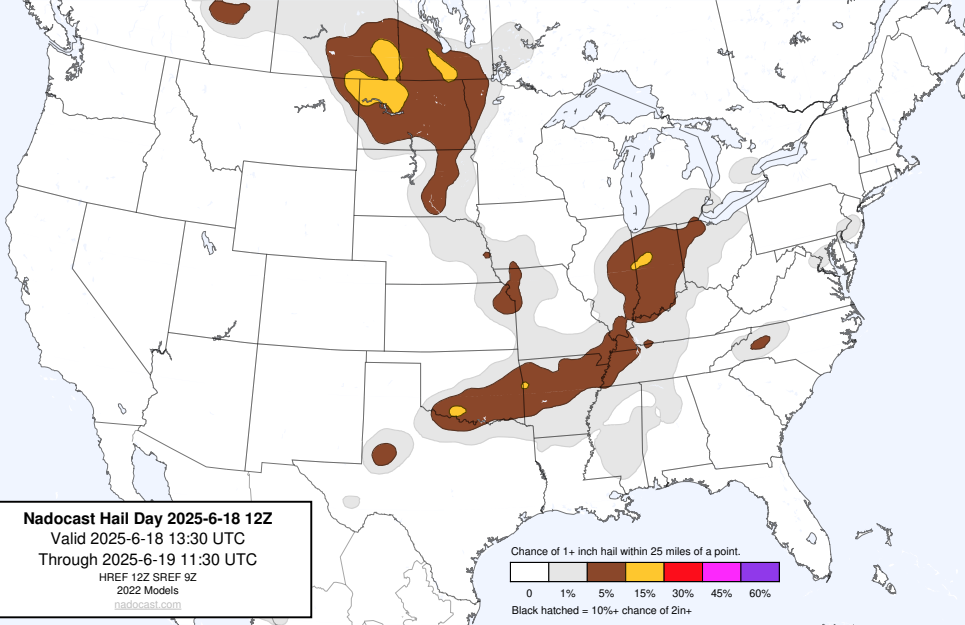 Nadocast Hail Day 2025-6-18 12Z
Valid 2025-6-18 13:30 UTC
Through 2025-6-19 11:30 UTC
HREF 12Z SREF 9Z
2022 Models
nadocast.com
Chance of 1+ inch hail within 25 miles of a point.
0 1% 5% 15% 30% 45% 60%
Black hatched = 10%+ chance of 2in+